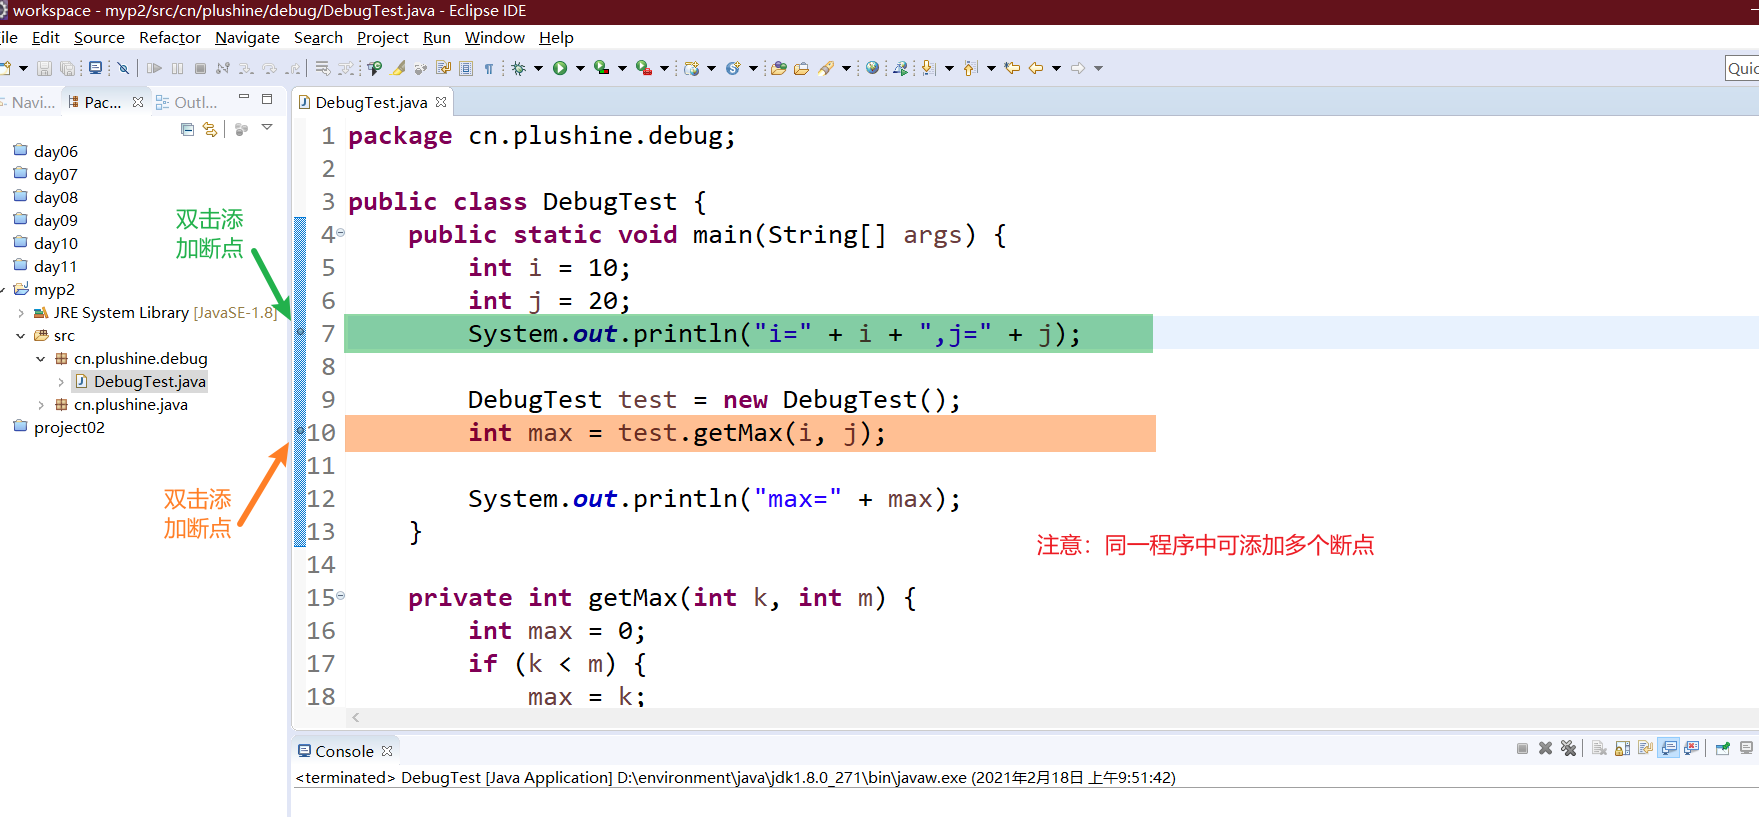 workspace - myp2/src/cn/plushine/debug/DebugTest.java - Eclipse IDE
ile Edit Source Refactor Navigate Search Project Run Window Help
Quic
Navi... Pac... Outl...
DebugTest.java
day06
day07
day08
day09
day10
day11
myp2
JRE System Library [JavaSE-1.8]
src
cn.plushine.debug
DebugTest.java
cn.plushine.java
project02
双击添
加断点
双击添
加断点
1 package cn.plushine.debug;
2
3 public class DebugTest {
4 public static void main(String[] args) {
5 int i = 10;
6 int j = 20;
7 System.out.println("i=" + i + ",j=" + j);
8
9 DebugTest test = new DebugTest();
10 int max = test.getMax(i, j);
11
12 System.out.println("max=" + max);
13 }
14
15 private int getMax(int k, int m) {
16 int max = 0;
17 if (k < m) {
18 max = k;
注意：同一程序中可添加多个断点
Console
<terminated> DebugTest [Java Application] D:\environment\java\jdk1.8.0_271\bin\javaw.exe (2021年2月18日 上午9:51:42)